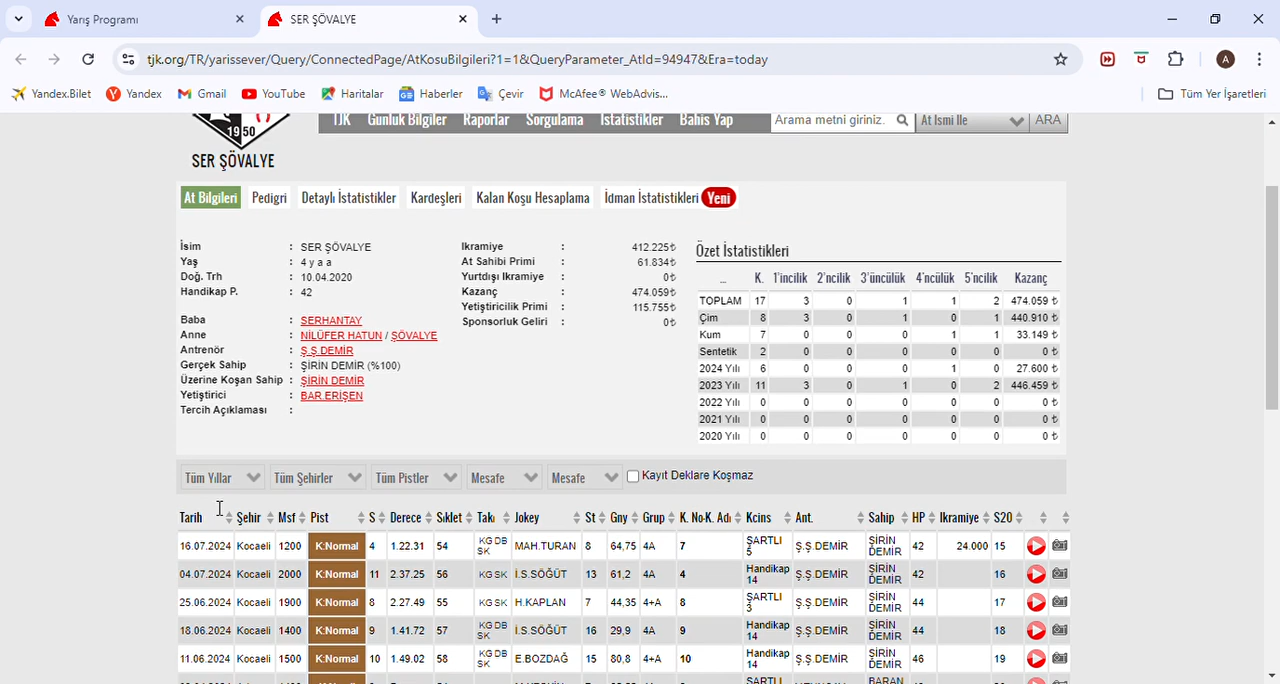 Yarış Programı
SER ŞÖVALYE
tjk.org/TR/yarissever/Query/ConnectedPage/AtKosuBilgileri?1=1&QueryParameter_AtId=94947&Era=today
A
Yandex.Bilet Yandex Gmail YouTube Haritalar Haberler Çevir McAfee® WebAdvis... Tüm Yer İşaretleri
1950
TJK Günlük Bilgiler Raporlar Sorgulama İstatistikler Bahis Yap Arama metni giriniz. At İsmi İle ARA
SER ŞÖVALYE
At Bilgileri Pedigri Detaylı İstatistikler Kardeşleri Kalan Koşu Hesaplama İdman İstatistikleri Yeni
İsim : SER ŞÖVALYE
Yaş : 4 y a a
Doğ. Trh : 10.04.2020
Handikap P. : 42
Baba : SERHANTAY
Anne : NİLÜFER HATUN / ŞÖVALYE
Antrenör : Ş.Ş.DEMİR
Gerçek Sahip : ŞİRİN DEMİR (%100)
Üzerine Koşan Sahip : ŞİRİN DEMİR
Yetiştirici : BAR.ERİŞEN
Tercih Açıklaması :
Ikramiye : 412.225₺
At Sahibi Primi : 61.834₺
Yurtdışı Ikramiye : 0₺
Kazanç : 474.059₺
Yetiştiricilik Primi : 115.755₺
Sponsorluk Geliri : 0₺
Özet İstatistikleri
... K. 1'incilik 2'ncilik 3'üncülük 4'ncülük 5'ncilik Kazanç
TOPLAM 17 3 0 1 1 2 474.059 ₺
Çim 8 3 0 1 0 1 440.910 ₺
Kum 7 0 0 0 1 1 33.149 ₺
Sentetik 2 0 0 0 0 0 0 ₺
2024 Yılı 6 0 0 0 1 0 27.600 ₺
2023 Yılı 11 3 0 1 0 2 446.459 ₺
2022 Yılı 0 0 0 0 0 0 0 ₺
2021 Yılı 0 0 0 0 0 0 0 ₺
2020 Yılı 0 0 0 0 0 0 0 ₺
Tüm Yıllar Tüm Şehirler Tüm Pistler Mesafe Mesafe Kayıt Deklare Koşmaz
Tarih Şehir Msf Pist S Derece Sıklet Takı Jokey St Gny Grup K. No-K. Adı Kcins Ant. Sahip HP Ikramiye S20
16.07.2024 Kocaeli 1200 K:Normal 4 1.22.31 54 KG DB SK MAH.TURAN 8 64,75 4A 7 ŞARTLI 5 Ş.Ş.DEMİR ŞİRİN DEMİR 42 24.000 15
04.07.2024 Kocaeli 2000 K:Normal 11 2.37.25 56 KG SK İ.S.SÖĞÜT 13 61,2 4A 4 Handikap 14 Ş.Ş.DEMİR ŞİRİN DEMİR 42 16
25.06.2024 Kocaeli 1900 K:Normal 8 2.27.49 55 KG SK H.KAPLAN 7 44,35 4+A 8 ŞARTLI 3 Ş.Ş.DEMİR ŞİRİN DEMİR 44 17
18.06.2024 Kocaeli 1400 K:Normal 9 1.41.72 57 KG DB SK İ.S.SÖĞÜT 16 29,9 4A 9 Handikap 14 Ş.Ş.DEMİR ŞİRİN DEMİR 44 18
11.06.2024 Kocaeli 1500 K:Normal 10 1.49.02 58 KG DB SK E.BOZDAĞ 15 80,8 4+A 10 Handikap 14 Ş.Ş.DEMİR ŞİRİN DEMİR 46 19
ŞARTLI BARAN